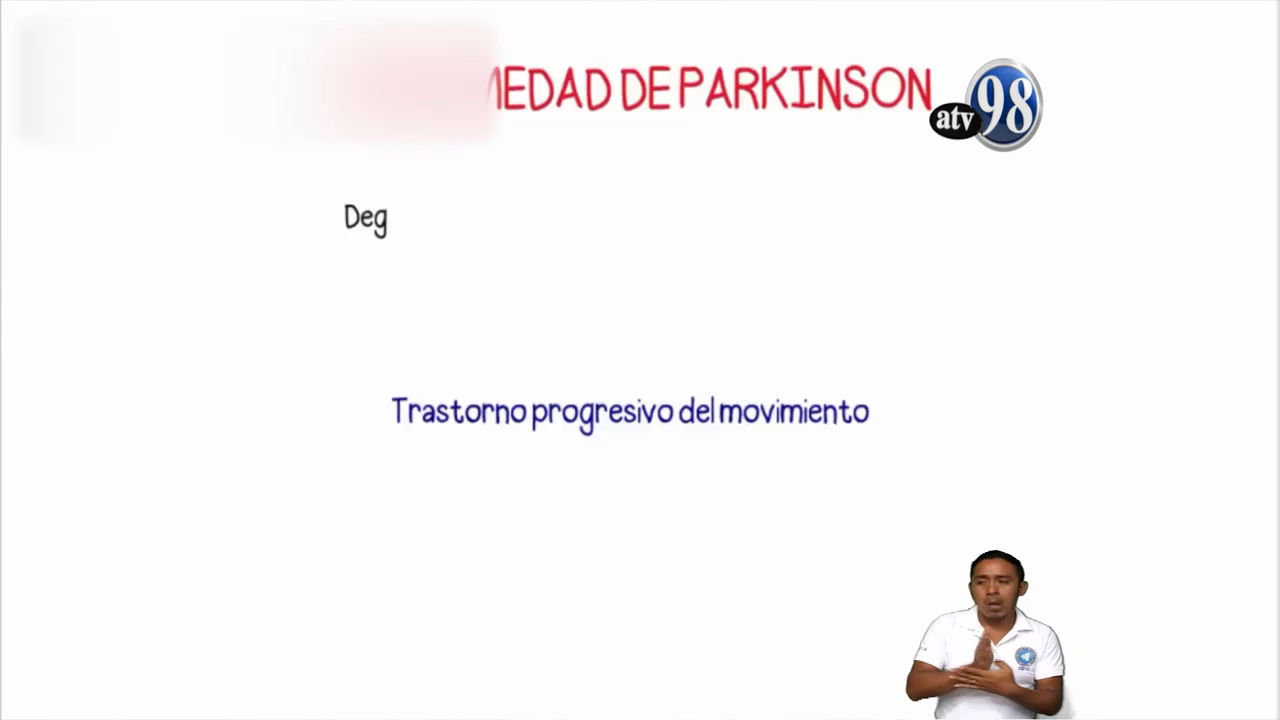 MEDAD DE PARKINSON
atv 98
Deg
Trastorno progresivo del movimiento